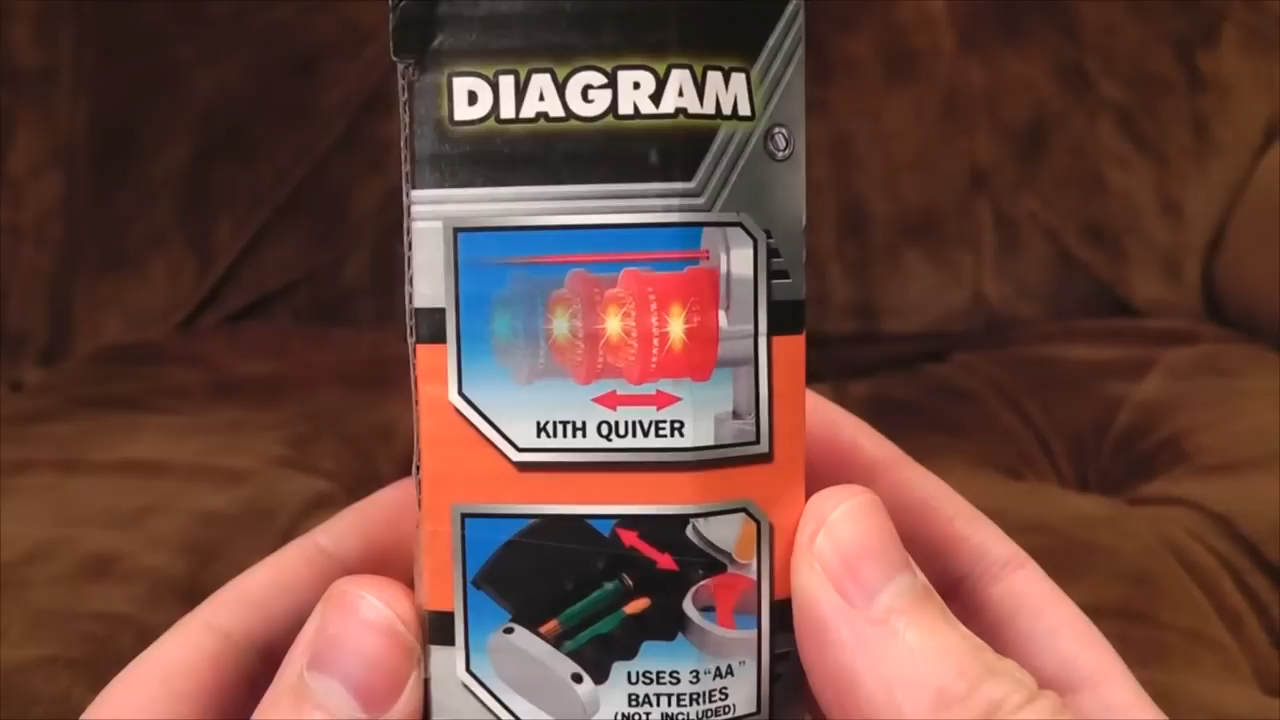 DIAGRAM
KITH QUIVER
USES 3 "AA"
BATTERIES
(NOT INCLUDED)